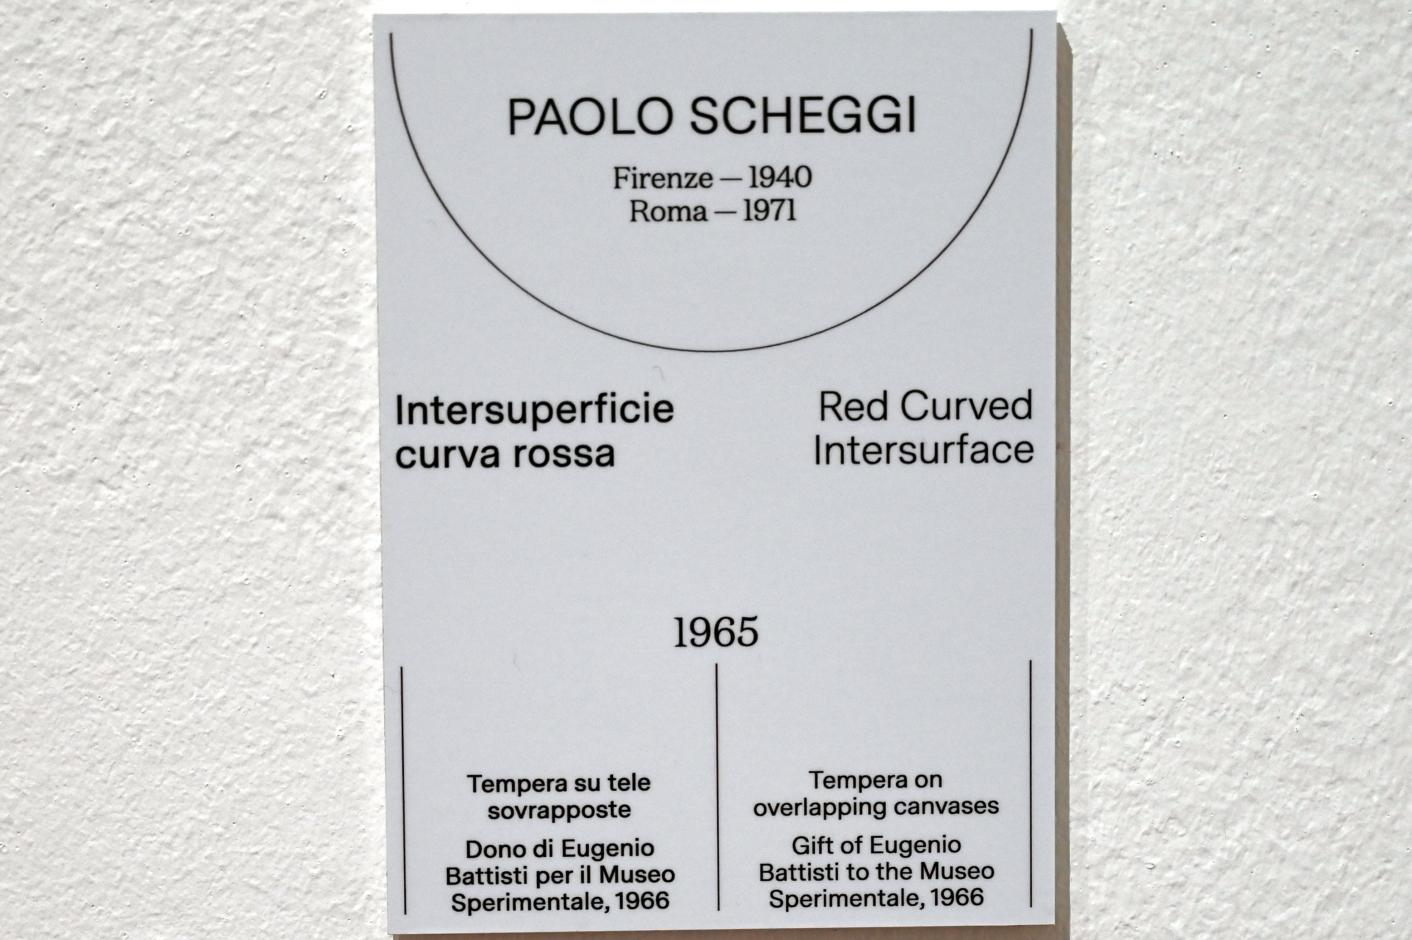 PAOLO SCHEGGI
Firenze — 1940
Roma — 1971
Intersuperficie
curva rossa
Red Curved
Intersurface
1965
Tempera su tele
sovrapposte
Dono di Eugenio
Battisti per il Museo
Sperimentale, 1966
Tempera on
overlapping canvases
Gift of Eugenio
Battisti to the Museo
Sperimentale, 1966